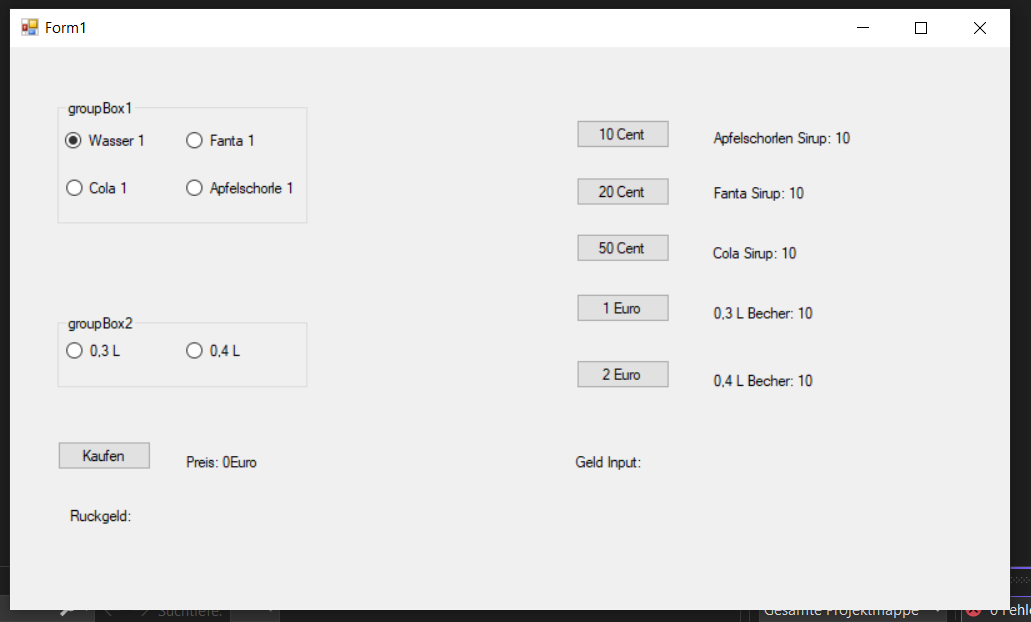 Form1
groupBox1
Wasser 1
Fanta 1
Cola 1
Apfelschorle 1
groupBox2
0,3 L
0,4 L
Kaufen
Preis: 0Euro
Ruckgeld:
10 Cent
20 Cent
50 Cent
1 Euro
2 Euro
Apfelschorlen Sirup: 10
Fanta Sirup: 10
Cola Sirup: 10
0,3 L Becher: 10
0,4 L Becher: 10
Geld Input:
Suchtiefe:
Gesamte Projektmappe
0